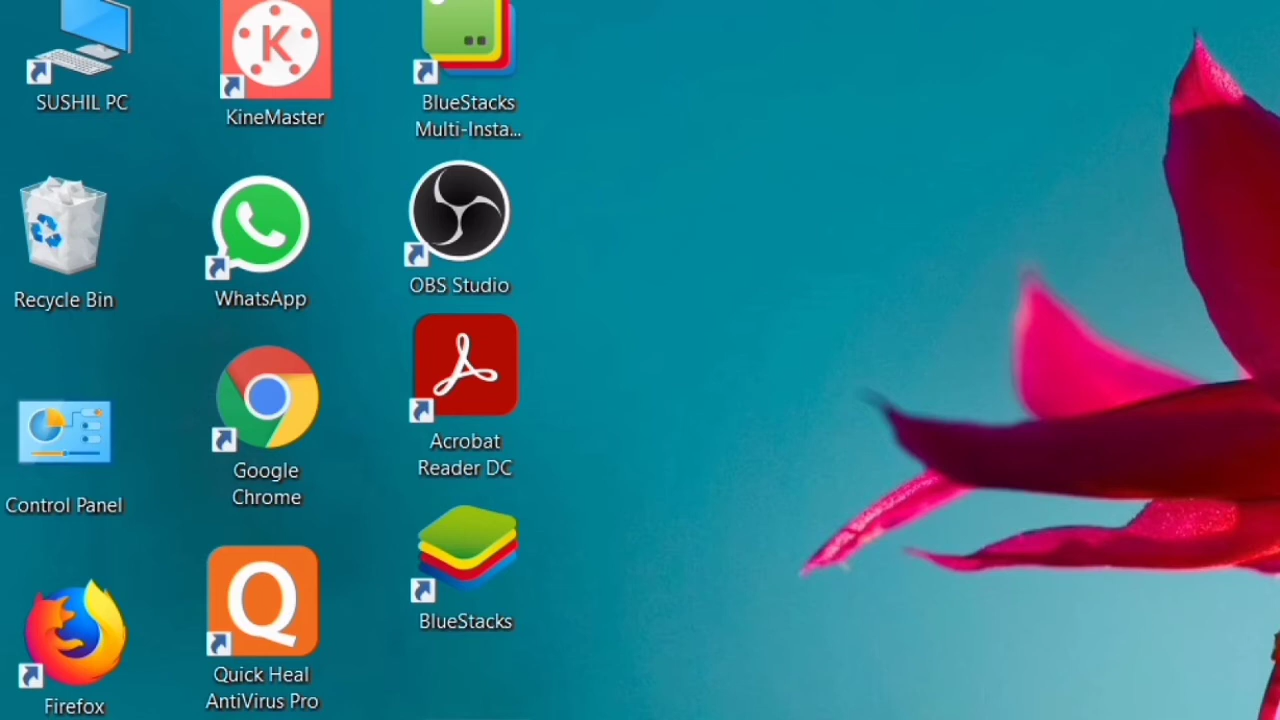 SUSHIL PC
Recycle Bin
Control Panel
Firefox
K
KineMaster
WhatsApp
Google
Chrome
Q
Quick Heal
AntiVirus Pro
BlueStacks
Multi-Insta...
OBS Studio
Acrobat
Reader DC
BlueStacks